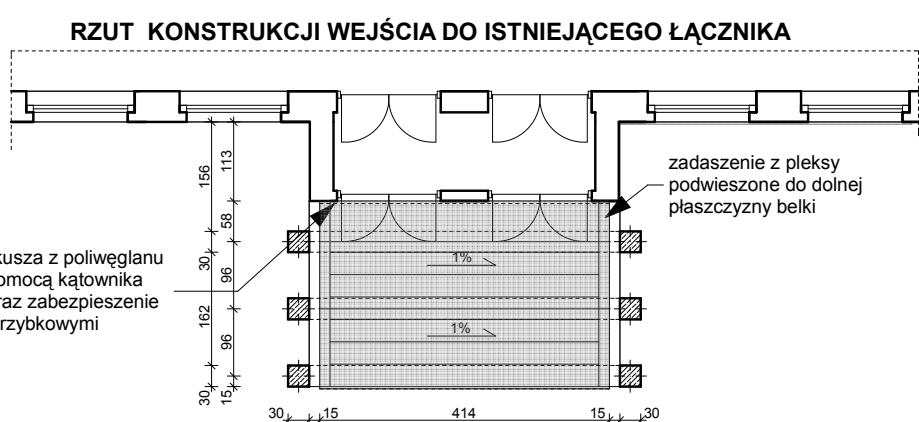 RZUT KONSTRUKCJI WEJŚCIA DO ISTNIEJĄCEGO ŁĄCZNIKA
zadaszenie z pleksy
podwieszone do dolnej
płaszczyzny belki
kusza z poliwęglanu
omocą kątownika
raz zabezpieszenie
rzybkowymi
156
113
58
30
96
162
96
30
15
1%
1%
30
15
414
15
30